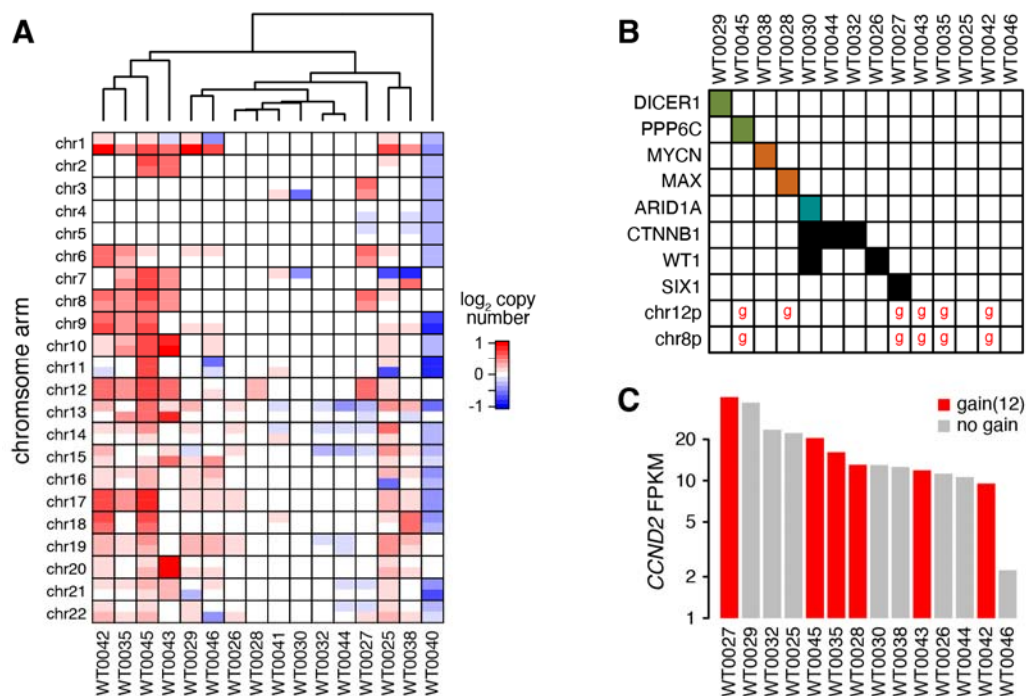 A
chr1
chr2
chr3
chr4
chr5
chr6
chr7
chr8
chr9
chr10
chr11
chr12
chr13
chr14
chr15
chr16
chr17
chr18
chr19
chr20
chr21
chr22
chromsome arm
WT0042
WT0035
WT0045
WT0043
WT0029
WT0046
WT0026
WT0028
WT0041
WT0030
WT0032
WT0044
WT0027
WT0025
WT0038
WT0040
log2 copy
number
1
0
-1
B
WT0029
WT0045
WT0038
WT0028
WT0030
WT0044
WT0032
WT0026
WT0027
WT0043
WT0035
WT0025
WT0042
WT0046
DICER1
PPP6C
MYCN
MAX
ARID1A
CTNNB1
WT1
SIX1
chr12p g g g g g g
chr8p g g g g g
C
gain(12)
no gain
CCND2 FPKM
20
10
5
2
1
WT0027
WT0029
WT0032
WT0025
WT0045
WT0035
WT0028
WT0030
WT0038
WT0043
WT0026
WT0044
WT0042
WT0046